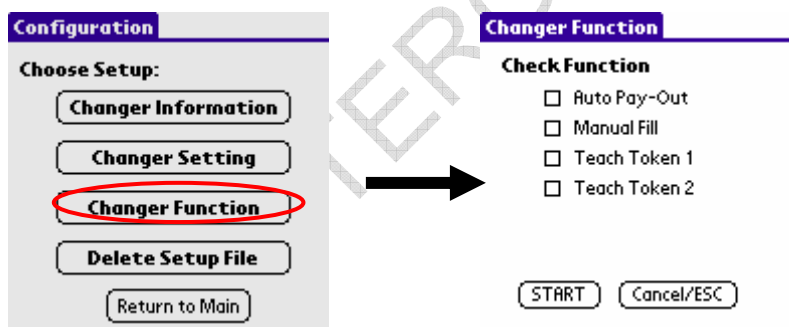 Configuration
Choose Setup:
Changer Information
Changer Setting
Changer Function
Delete Setup File
Return to Main
Changer Function
Check Function
Auto Pay-Out
Manual Fill
Teach Token 1
Teach Token 2
START
Cancel/ESC